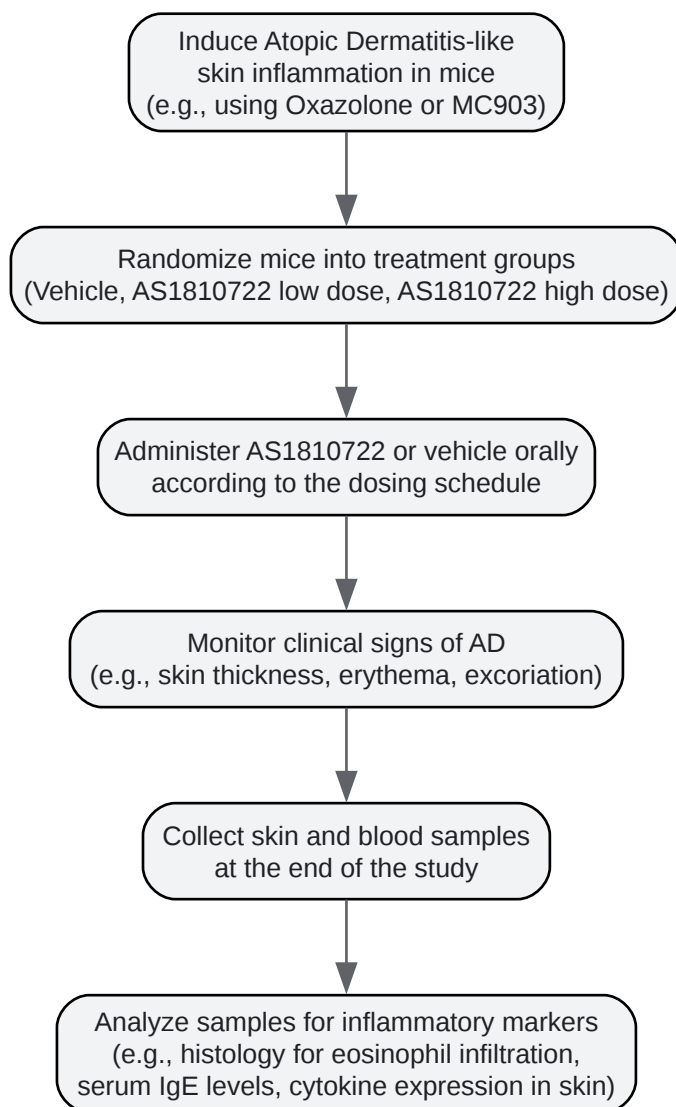 Induce Atopic Dermatitis-like
skin inflammation in mice
(e.g., using Oxazolone or MC903)
Randomize mice into treatment groups
(Vehicle, AS1810722 low dose, AS1810722 high dose)
Administer AS1810722 or vehicle orally
according to the dosing schedule
Monitor clinical signs of AD
(e.g., skin thickness, erythema, excoriation)
Collect skin and blood samples
at the end of the study
Analyze samples for inflammatory markers
(e.g., histology for eosinophil infiltration,
serum IgE levels, cytokine expression in skin)